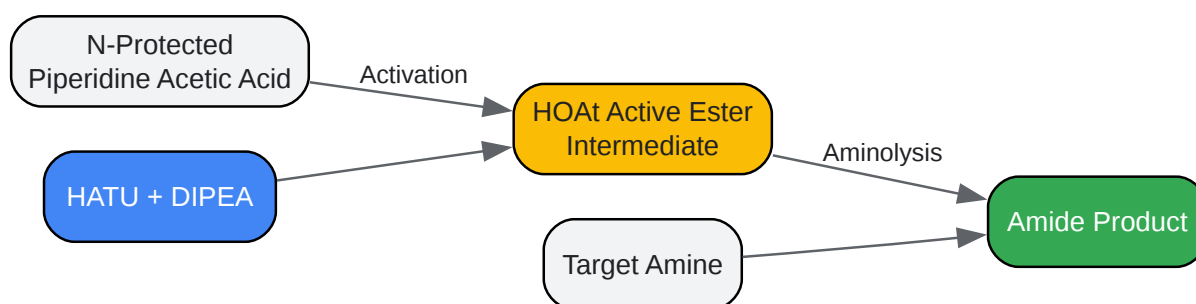 N-Protected
Piperidine Acetic Acid
Activation
HATU + DIPEA
HOAt Active Ester
Intermediate
Aminolysis
Target Amine
Amide Product